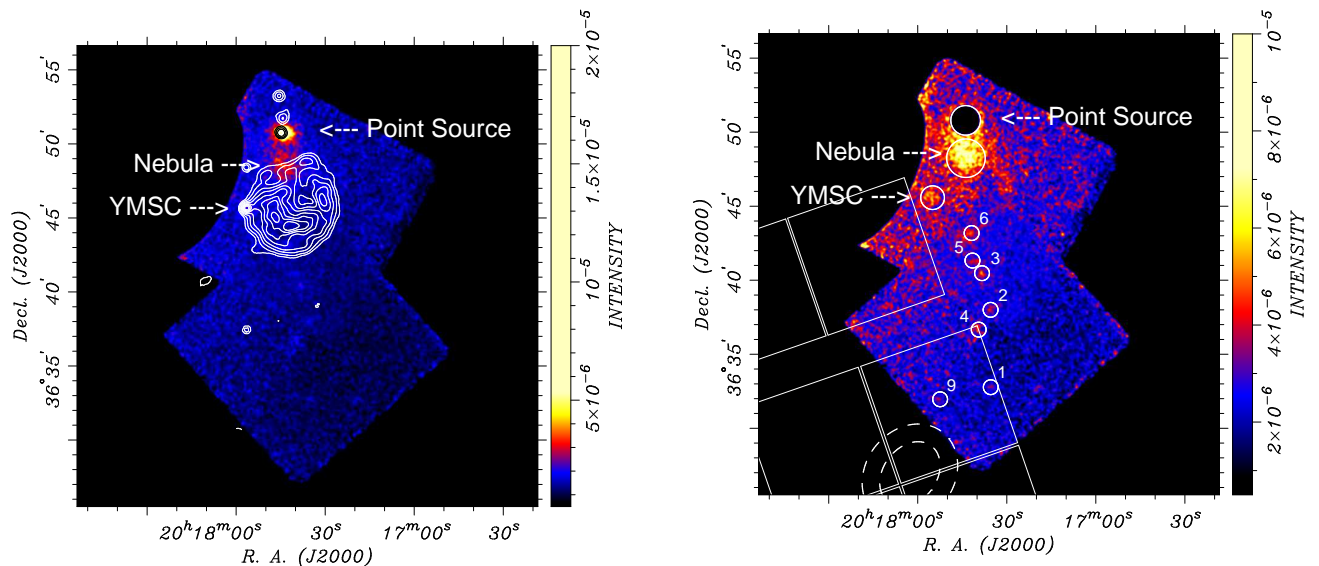 55′
50′
45′
40′
36°35′
Decl. (J2000)
20ʰ18ᵐ00ˢ
30ˢ
17ᵐ00ˢ
30ˢ
R. A. (J2000)
<--- Point Source
Nebula --->
YMSC -->
2×10⁻⁵
1.5×10⁻⁵
10⁻⁵
5×10⁻⁶
INTENSITY
55′
50′
45′
40′
36°35′
Decl. (J2000)
20ʰ18ᵐ00ˢ
30ˢ
17ᵐ00ˢ
30ˢ
R. A. (J2000)
<--- Point Source
Nebula --->
YMSC --->
6
5
3
2
4
1
9
10⁻⁵
8×10⁻⁶
6×10⁻⁶
4×10⁻⁶
2×10⁻⁶
INTENSITY